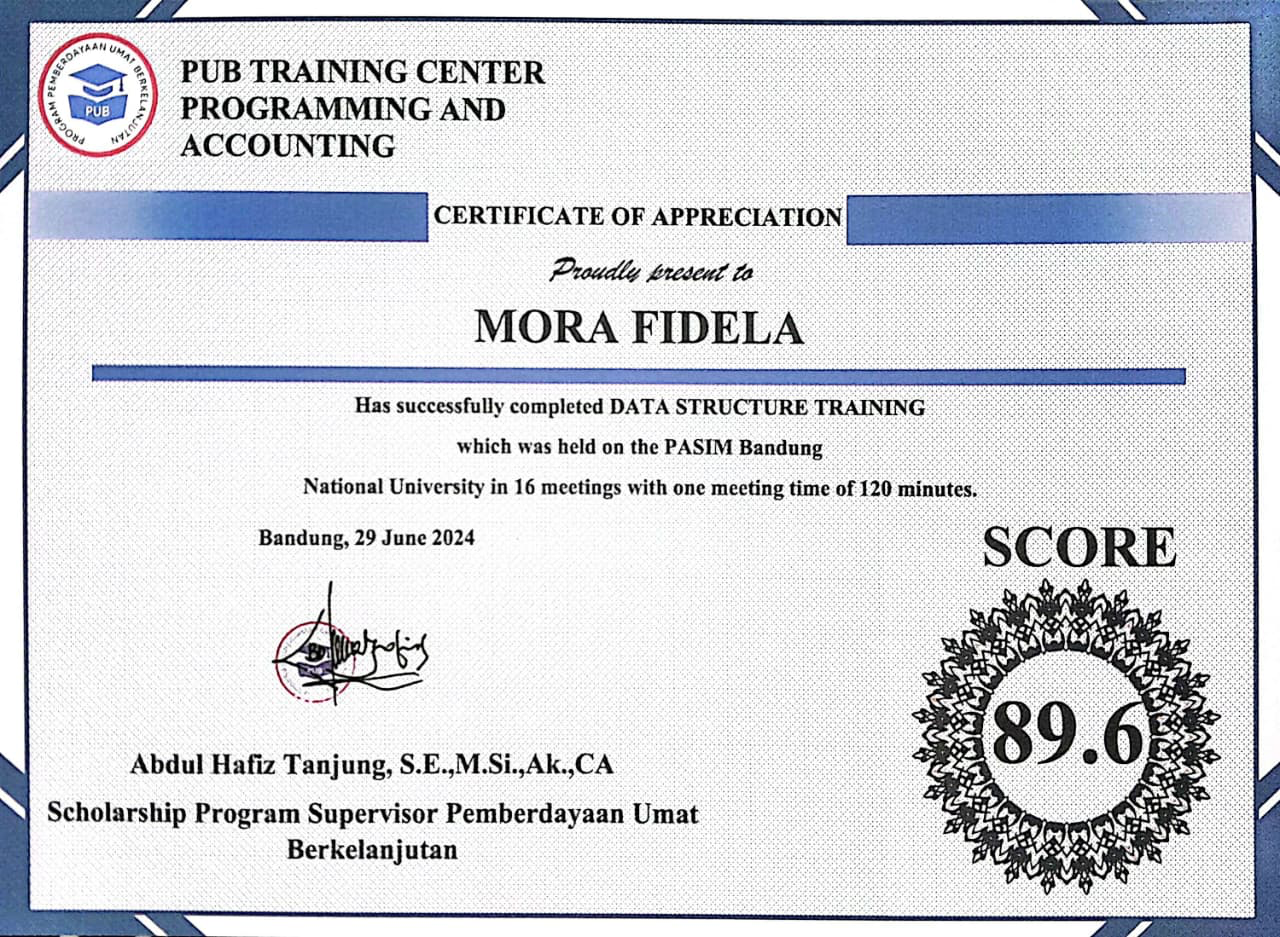 PROGRAM PEMBERDAYAAN UMAT BERKELANJUTAN
PUB
PUB TRAINING CENTER
PROGRAMMING AND
ACCOUNTING
CERTIFICATE OF APPRECIATION
Proudly present to
MORA FIDELA
Has successfully completed DATA STRUCTURE TRAINING
which was held on the PASIM Bandung
National University in 16 meetings with one meeting time of 120 minutes.
Bandung, 29 June 2024
SCORE
89.6
Abdul Hafiz Tanjung, S.E.,M.Si.,Ak.,CA
Scholarship Program Supervisor Pemberdayaan Umat
Berkelanjutan